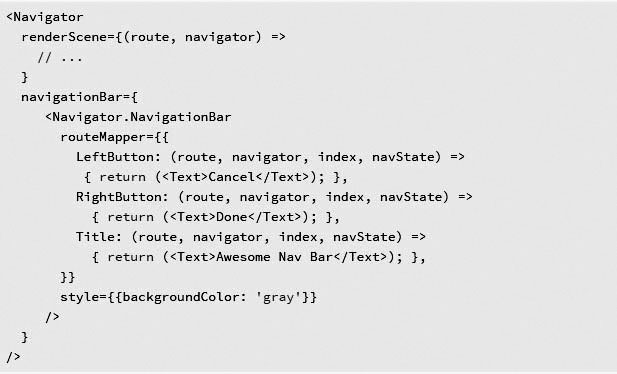 <Navigator
  renderScene={(route, navigator) =>
    // ...
  }
  navigationBar={
     <Navigator.NavigationBar
       routeMapper={{
         LeftButton: (route, navigator, index, navState) =>
          { return (<Text>Cancel</Text>); },
         RightButton: (route, navigator, index, navState) =>
           { return (<Text>Done</Text>); },
         Title: (route, navigator, index, navState) =>
           { return (<Text>Awesome Nav Bar</Text>); },
       }}
       style={{backgroundColor: 'gray'}}
     />
  }
/>